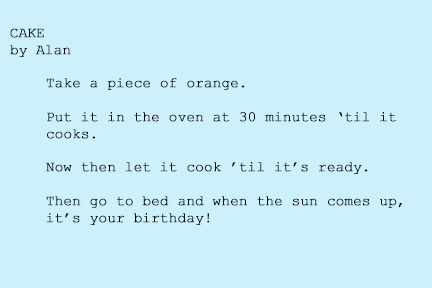 CAKE
by Alan
Take a piece of orange.
Put it in the oven at 30 minutes ‘til it
cooks.
Now then let it cook ’til it’s ready.
Then go to bed and when the sun comes up,
it’s your birthday!